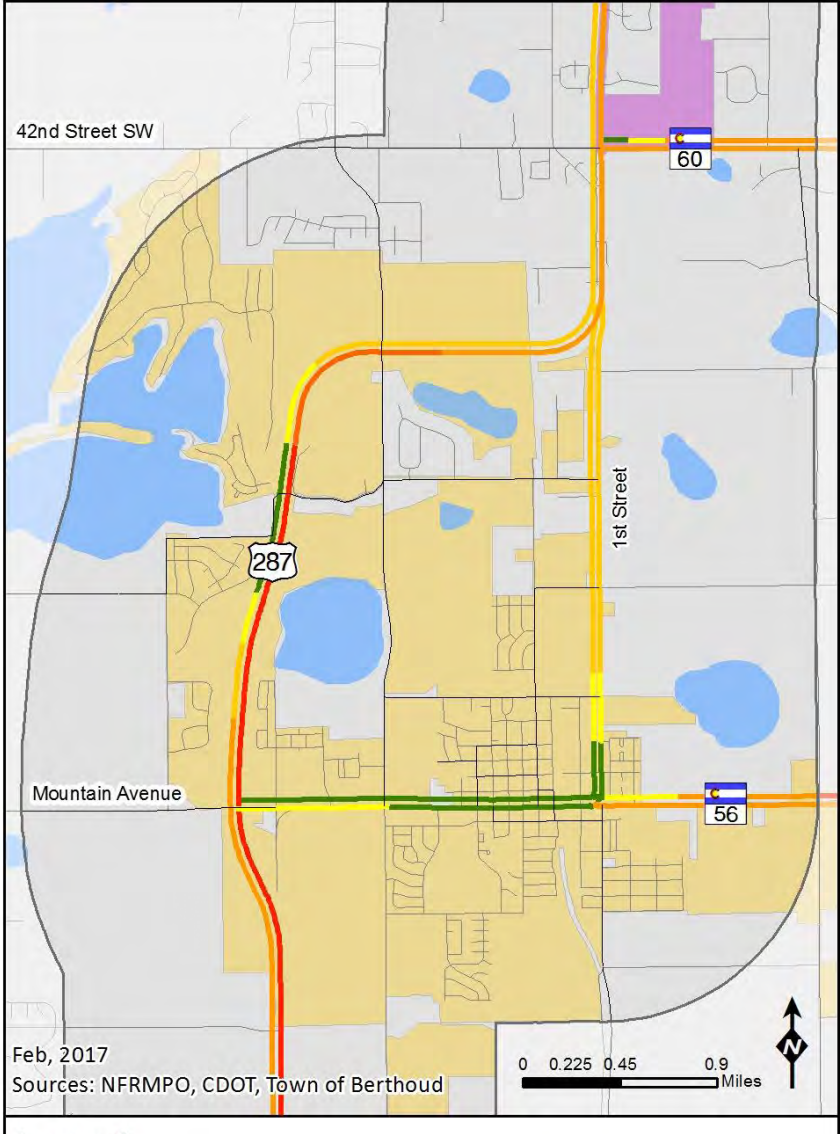 42nd Street SW
60
1st Street
287
Mountain Avenue
56
Feb, 2017
Sources: NFRMPO, CDOT, Town of Berthoud
0 0.225 0.45 0.9
Miles
N